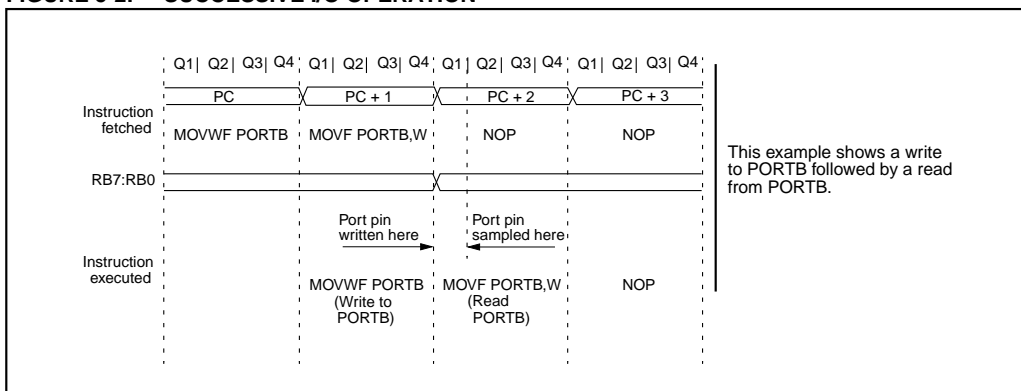 FIGURE 5-2: SUCCESSIVE I/O OPERATION
Q1| Q2| Q3| Q4 Q1| Q2| Q3| Q4 Q1| Q2| Q3| Q4 Q1| Q2| Q3| Q4
PC PC + 1 PC + 2 PC + 3
Instruction
fetched
MOVWF PORTB MOVF PORTB,W NOP NOP
This example shows a write
to PORTB followed by a read
from PORTB.
RB7:RB0
Port pin
written here
Port pin
sampled here
Instruction
executed
MOVWF PORTB
(Write to
PORTB)
MOVF PORTB,W
(Read
PORTB)
NOP